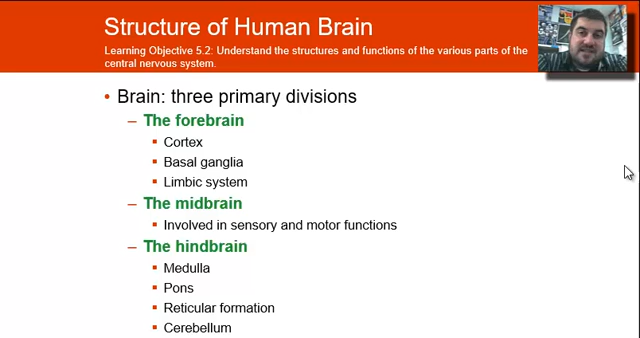 Structure of Human Brain
Learning Objective 5.2: Understand the structures and functions of the various parts of the
central nervous system.
• Brain: three primary divisions
– The forebrain
▪ Cortex
▪ Basal ganglia
▪ Limbic system
– The midbrain
▪ Involved in sensory and motor functions
– The hindbrain
▪ Medulla
▪ Pons
▪ Reticular formation
▪ Cerebellum